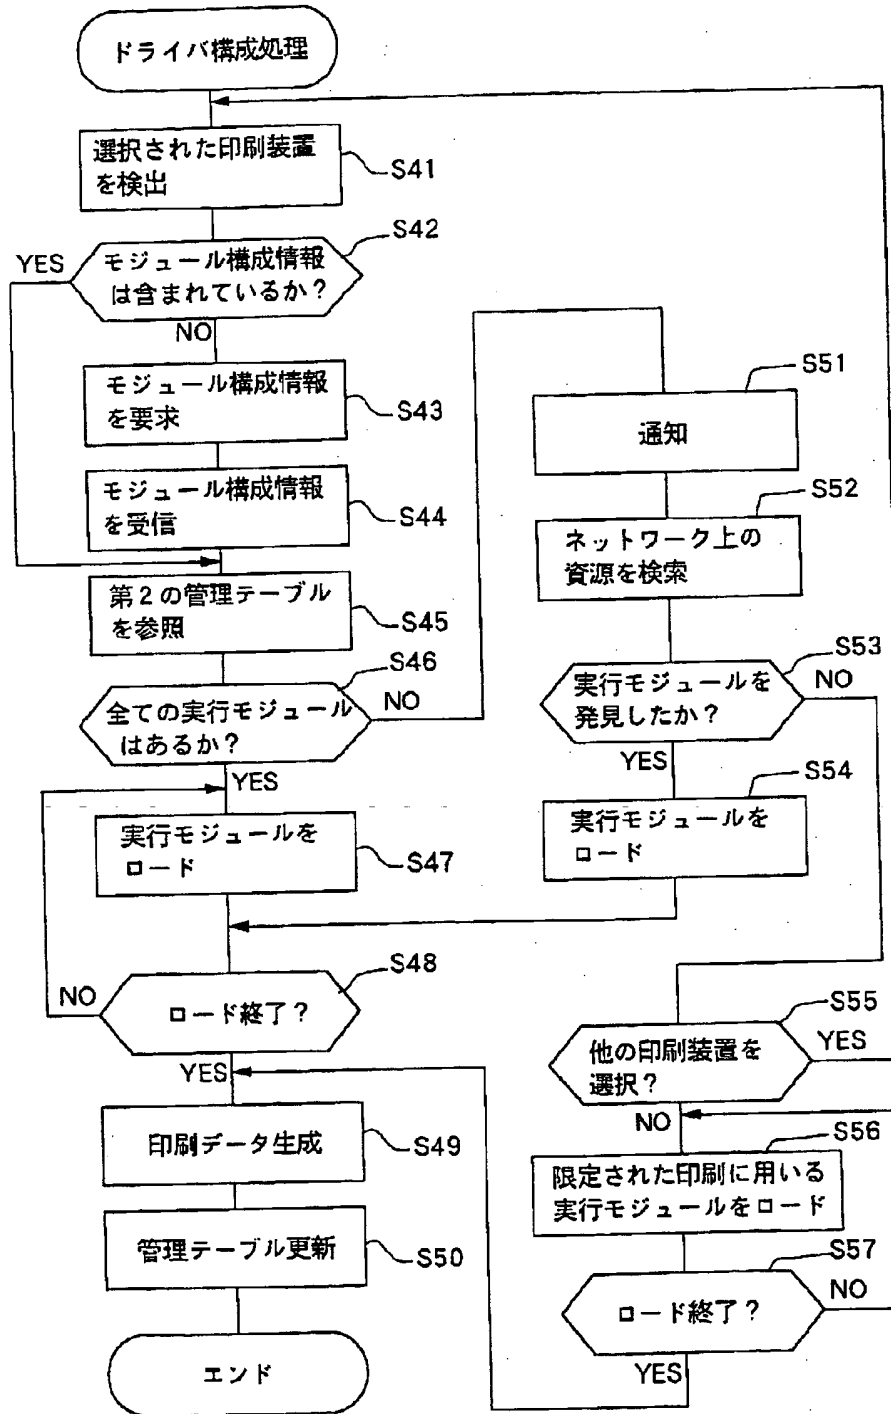 ドライバ構成処理
選択された印刷装置
を検出
S41
S42
YES
モジュール構成情報
は含まれているか？
NO
モジュール構成情報
を要求
S43
モジュール構成情報
を受信
S44
第２の管理テーブル
を参照
S45
S46
全ての実行モジュール
はあるか？
NO
YES
実行モジュールを
ロード
S47
S48
NO
ロード終了？
YES
印刷データ生成
S49
管理テーブル更新
S50
エンド
S51
通知
S52
ネットワーク上の
資源を検索
S53
実行モジュールを
発見したか？
NO
YES
S54
実行モジュールを
ロード
S55
他の印刷装置を
選択？
YES
NO
S56
限定された印刷に用いる
実行モジュールをロード
S57
ロード終了？
NO
YES